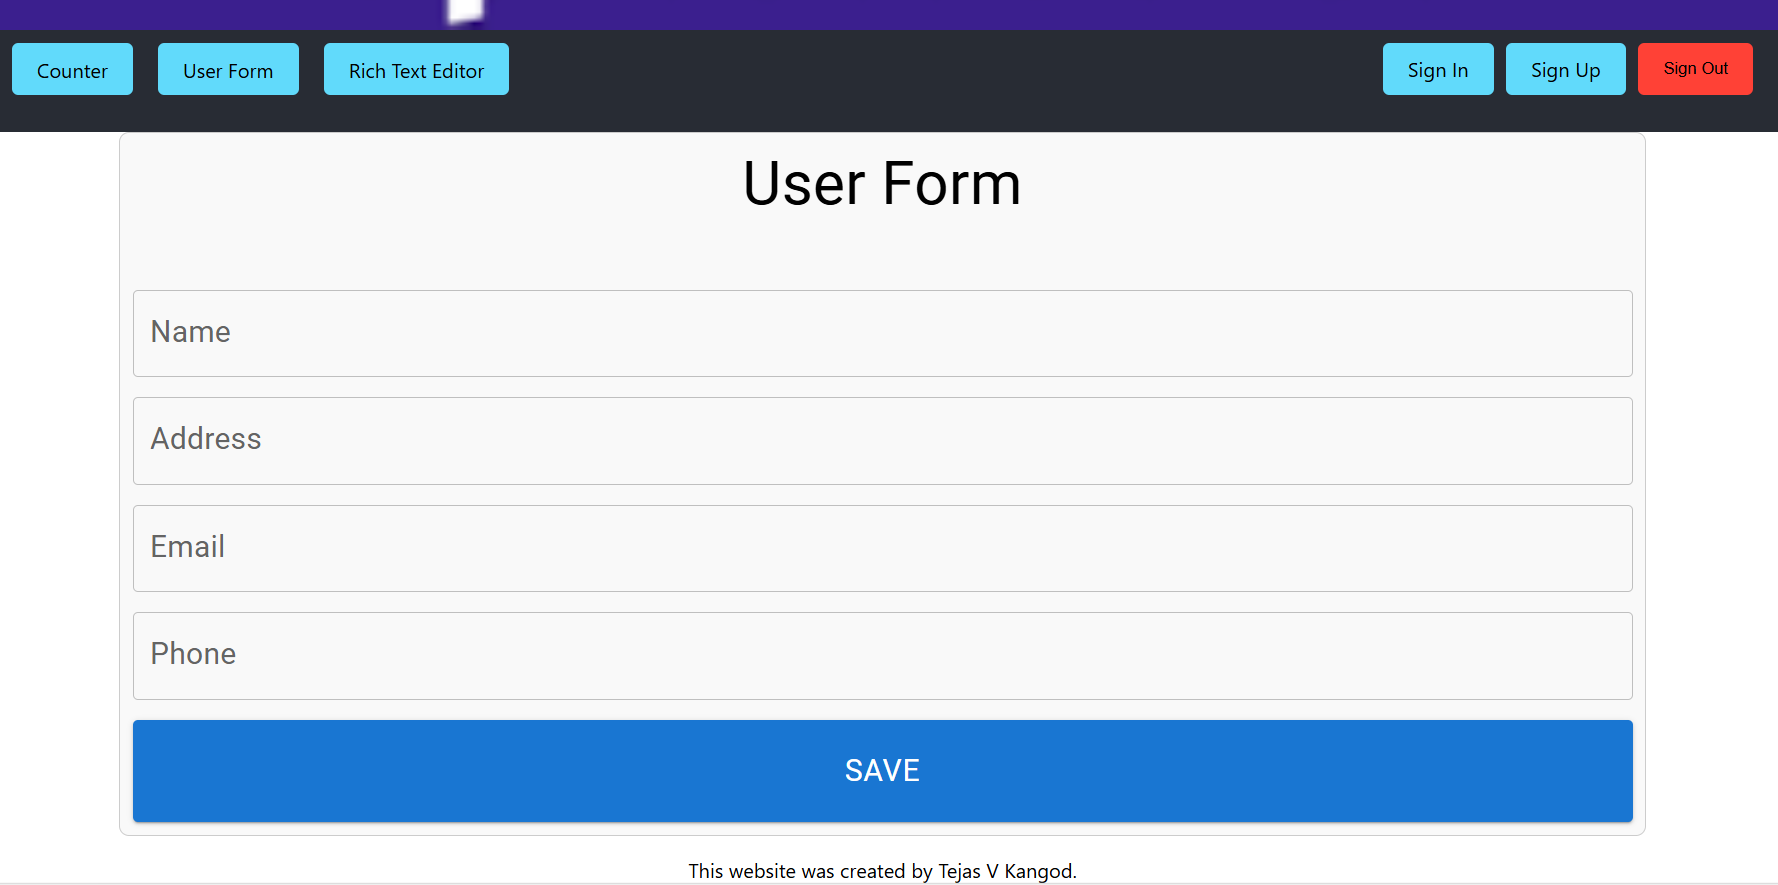 Counter User Form Rich Text Editor Sign In Sign Up Sign Out
User Form
Name
Address
Email
Phone
SAVE
This website was created by Tejas V Kangod.